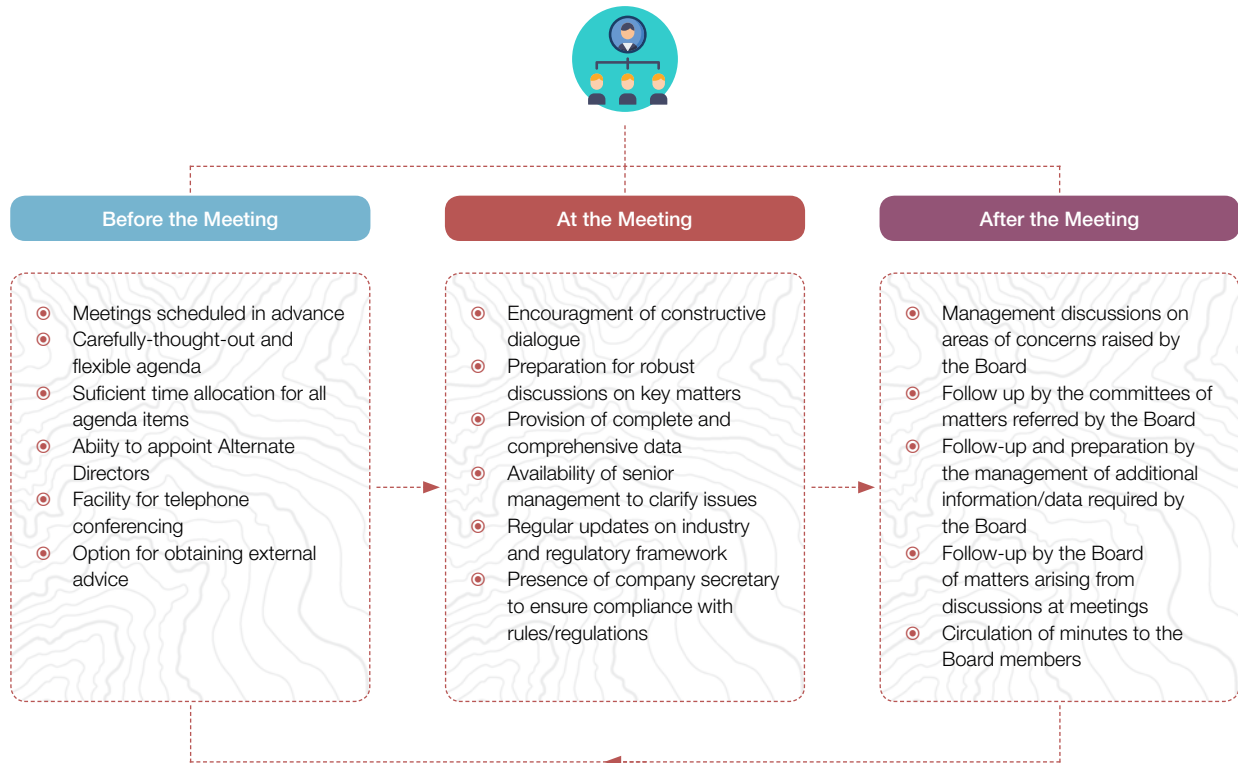 Before the Meeting
Meetings scheduled in advance
Carefully-thought-out and
flexible agenda
Suficient time allocation for all
agenda items
Abiity to appoint Alternate
Directors
Facility for telephone
conferencing
Option for obtaining external
advice
At the Meeting
Encouragment of constructive
dialogue
Preparation for robust
discussions on key matters
Provision of complete and
comprehensive data
Availability of senior
management to clarify issues
Regular updates on industry
and regulatory framework
Presence of company secretary
to ensure compliance with
rules/regulations
After the Meeting
Management discussions on
areas of concerns raised by
the Board
Follow up by the committees of
matters referred by the Board
Follow-up and preparation by
the management of additional
information/data required by
the Board
Follow-up by the Board
of matters arising from
discussions at meetings
Circulation of minutes to the
Board members